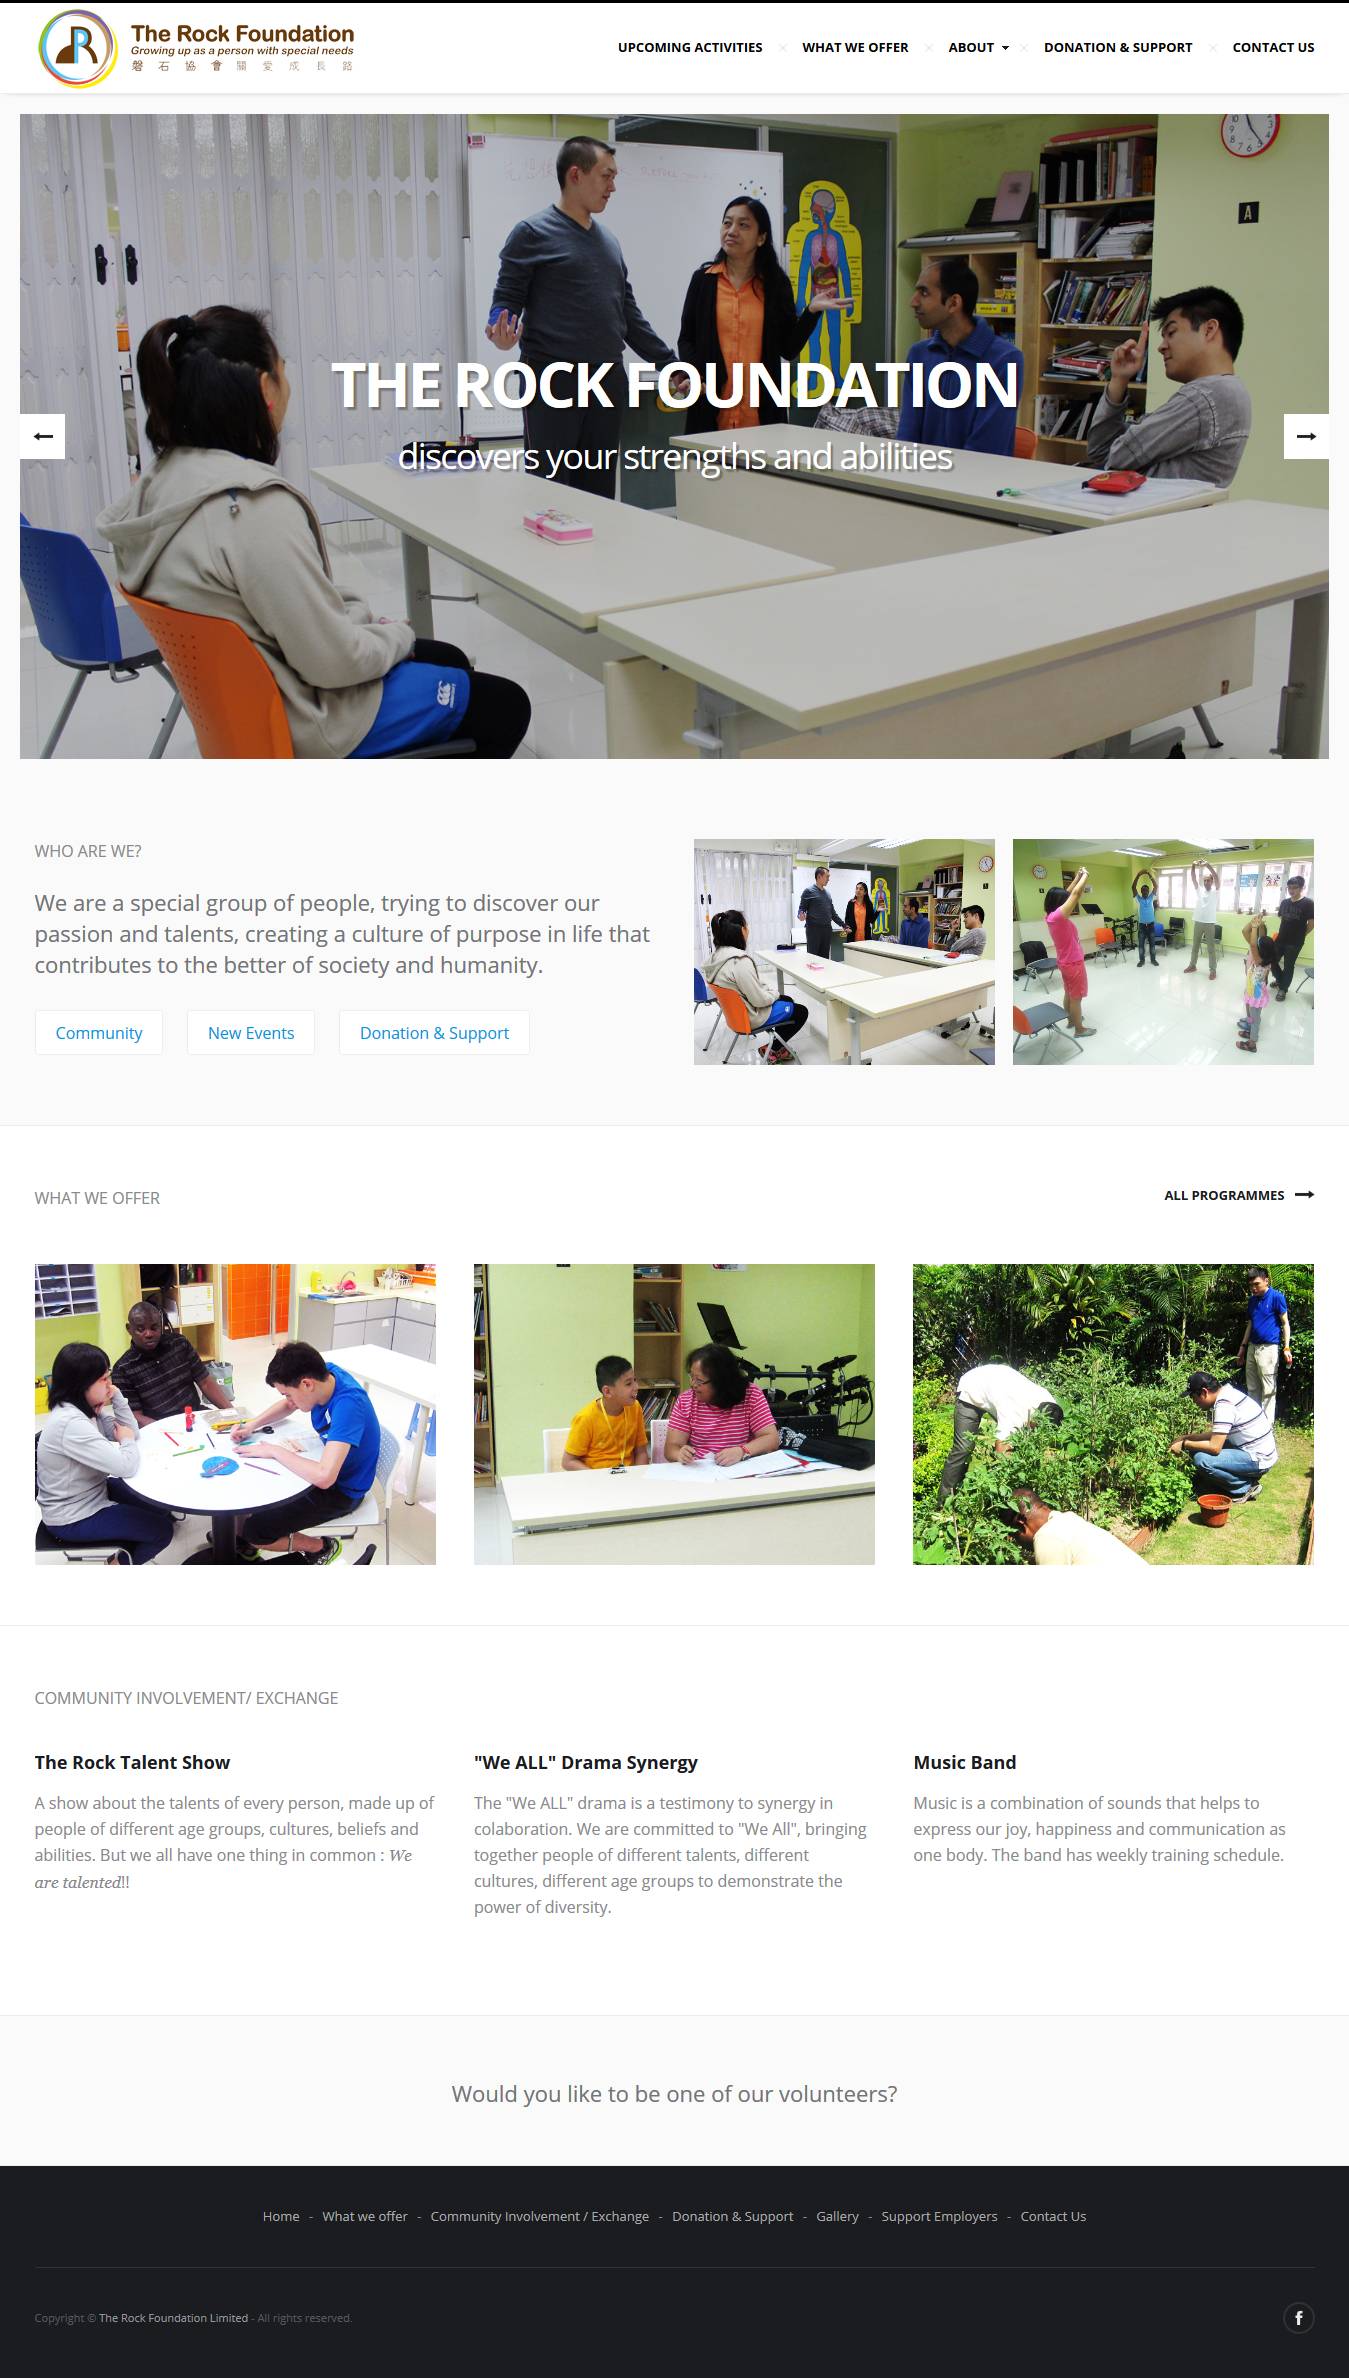 The Rock Foundation
Growing up as a person with special needs
磐石協會 關愛成長路
UPCOMING ACTIVITIES
WHAT WE OFFER
ABOUT
DONATION & SUPPORT
CONTACT US
A
THE ROCK FOUNDATION
discovers your strengths and abilities
WHO ARE WE?
We are a special group of people, trying to discover our
passion and talents, creating a culture of purpose in life that
contributes to the better of society and humanity.
Community
New Events
Donation & Support
WHAT WE OFFER
ALL PROGRAMMES
COMMUNITY INVOLVEMENT/ EXCHANGE
The Rock Talent Show
A show about the talents of every person, made up of
people of different age groups, cultures, beliefs and
abilities. But we all have one thing in common : We
are talented!!
"We ALL" Drama Synergy
The "We ALL" drama is a testimony to synergy in
colaboration. We are committed to "We All", bringing
together people of different talents, different
cultures, different age groups to demonstrate the
power of diversity.
Music Band
Music is a combination of sounds that helps to
express our joy, happiness and communication as
one body. The band has weekly training schedule.
Would you like to be one of our volunteers?
Home - What we offer - Community Involvement / Exchange - Donation & Support - Gallery - Support Employers - Contact Us
Copyright © The Rock Foundation Limited - All rights reserved.